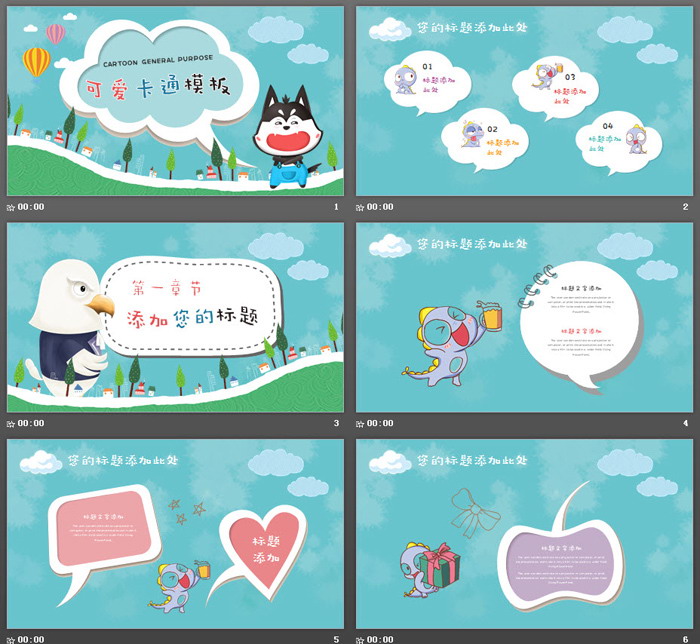 CARTOON GENERAL PURPOSE
可爱卡通模板
00:00
1
您的标题添加此处
01
标题添加
此处
02
标题添加
此处
03
标题添加
此处
04
标题添加
此处
00:00
2
第一章节
添加您的标题
00:00
3
您的标题添加此处
标题文字添加
标题文字添加
00:00
4
您的标题添加此处
标题文字添加
标题
添加
00:00
5
您的标题添加此处
标题文字添加
00:00
6